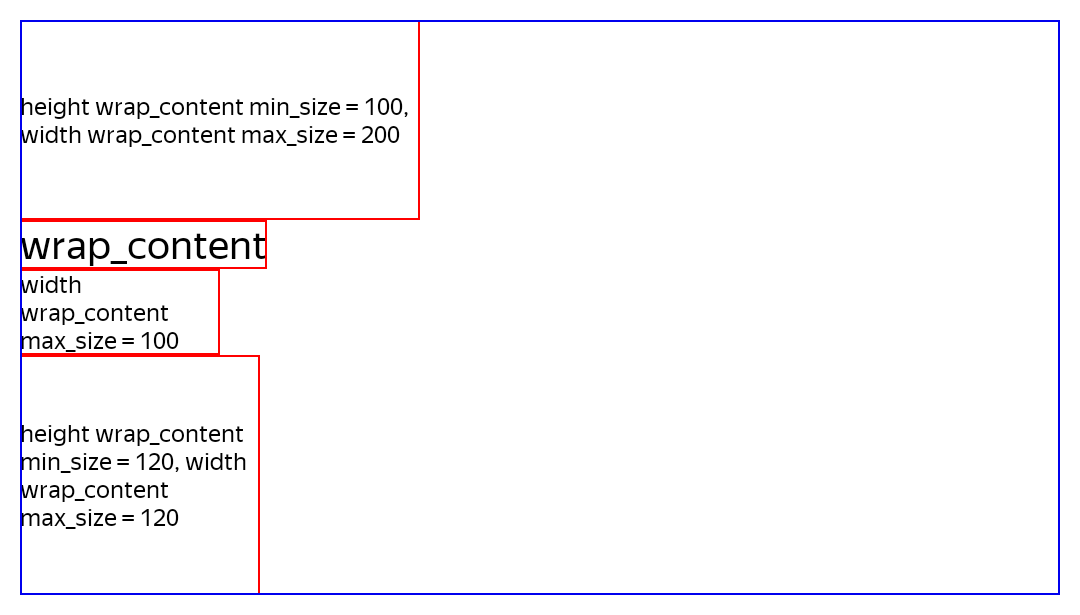 height wrap_content min_size = 100,
width wrap_content max_size = 200
wrap_content
width
wrap_content
max_size = 100
height wrap_content
min_size = 120, width
wrap_content
max_size = 120